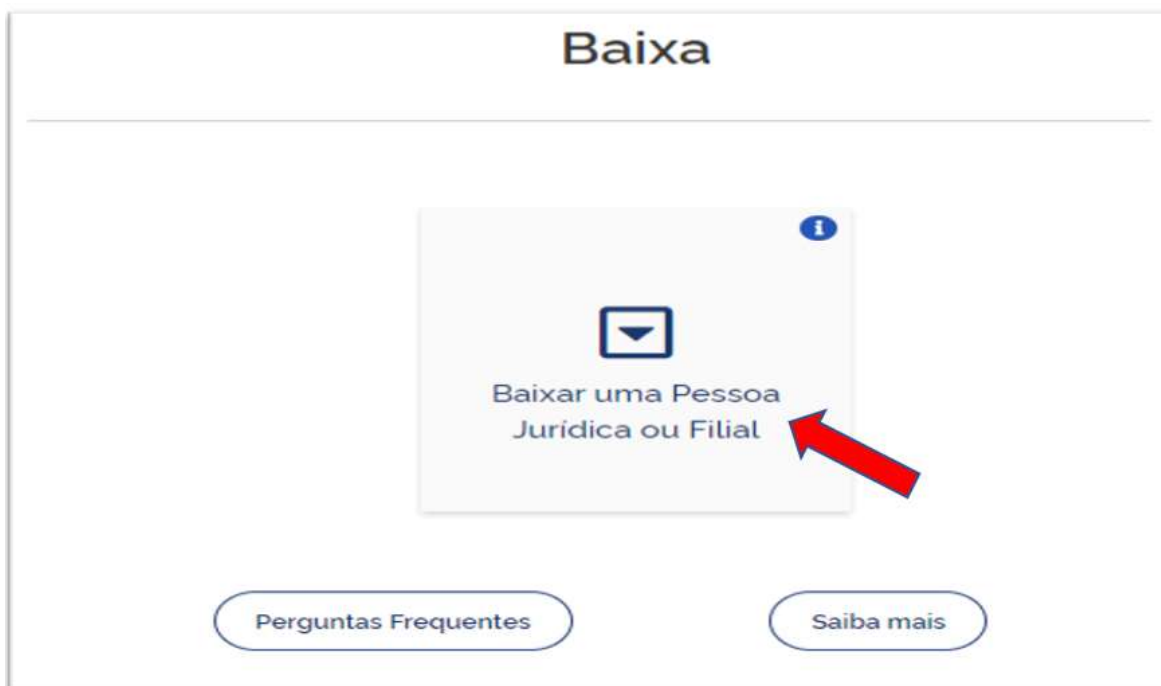 Baixa
Baixar uma Pessoa
Jurídica ou Filial
Perguntas Frequentes
Saiba mais